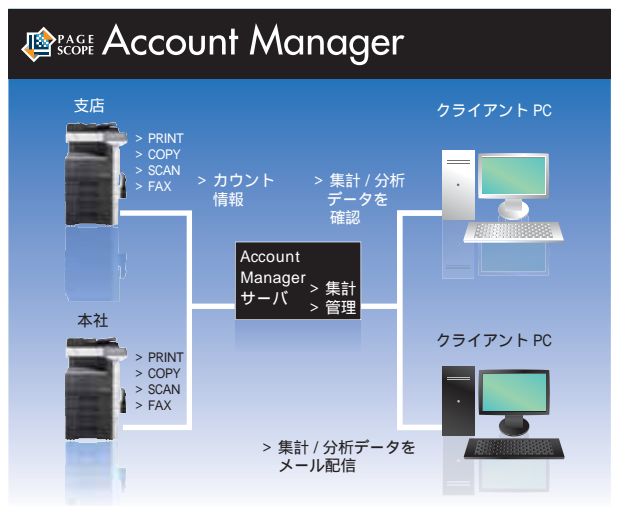 PAGE
SCOPE
Account Manager
支店
> PRINT
> COPY
> SCAN
> FAX
> カウント
情報
> 集計 / 分析
データを
確認
クライアント PC
Account
Manager
サーバ
> 集計
> 管理
本社
> PRINT
> COPY
> SCAN
> FAX
クライアント PC
> 集計 / 分析データを
メール配信